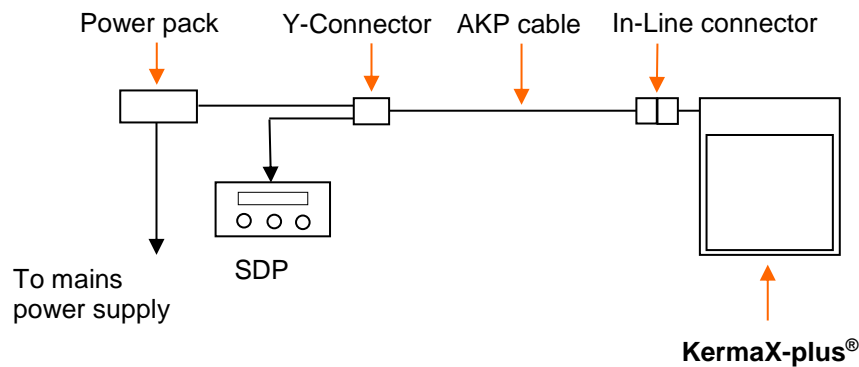 Power pack
Y-Connector
AKP cable
In-Line connector
SDP
To mains
power supply
KermaX-plus®